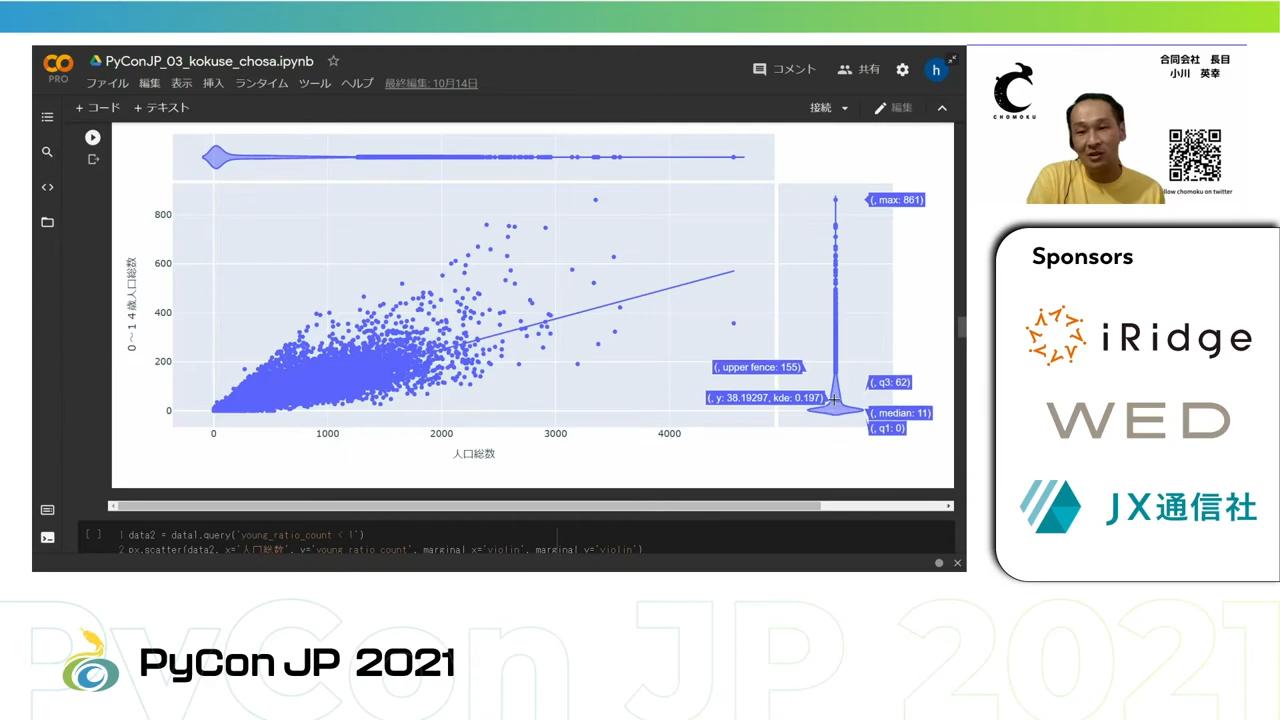 PyConJP_03_kokuse_chosa.ipynb
PRO
ファイル 編集 表示 挿入 ランタイム ツール ヘルプ 最終編集: 10月14日
コメント
共有
h
+ コード + テキスト
接続
編集
800
600
400
200
0
0~14歳人口総数
0
1000
2000
3000
4000
人口総数
(, max: 861)
(, upper fence: 155)
(, q3: 62)
(, y: 38.19297, kde: 0.197)
(, median: 11)
(, q1: 0)
[ ]
1 data2 = data1.query('young_ratio_count < 1')
2 px.scatter(data2, x='人口総数', y='young_ratio_count', marginal_x='violin', marginal_y='violin')
CHOMOKU
合同会社 長目
小川 英幸
llow chomoku on twitter
Sponsors
iRidge
WED
JX通信社
PyCon JP 2021
PyCon JP 2021